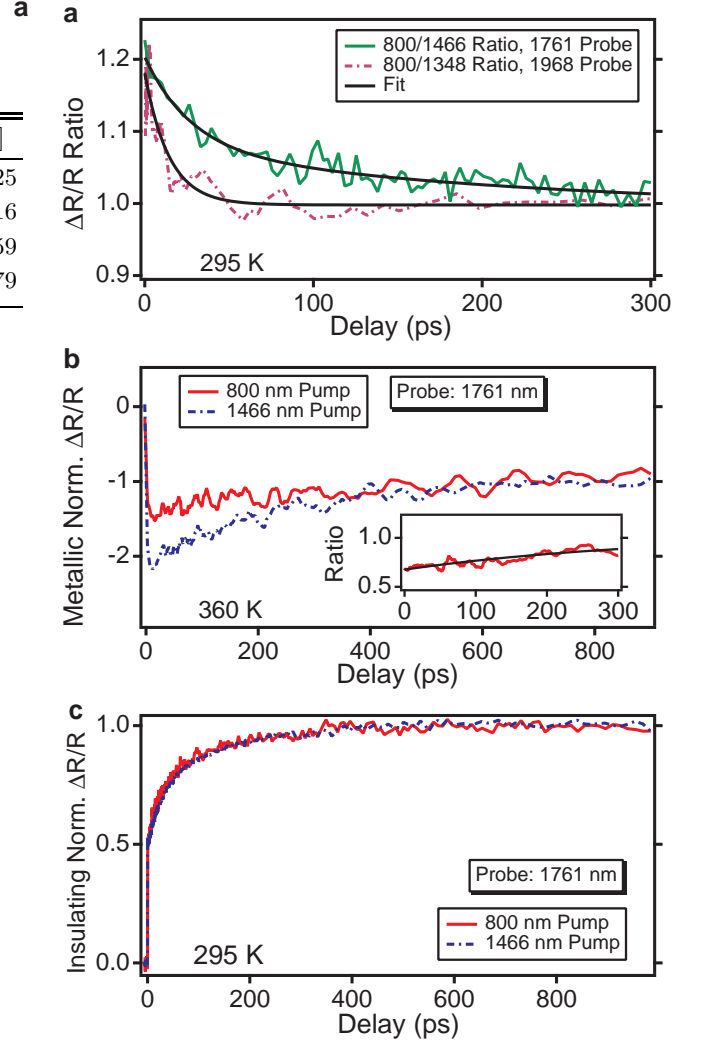 a
]
25
16
59
79
a
800/1466 Ratio, 1761 Probe
800/1348 Ratio, 1968 Probe
Fit
ΔR/R Ratio
1.2
1.1
1.0
0.9
295 K
0
100
200
300
Delay (ps)
b
800 nm Pump
1466 nm Pump
Probe: 1761 nm
Metallic Norm. ΔR/R
0
-1
-2
Ratio
1.0
0.5
0
100
200
300
360 K
0
200
400
600
800
Delay (ps)
c
Insulating Norm. ΔR/R
1.0
0.5
0.0
Probe: 1761 nm
800 nm Pump
1466 nm Pump
295 K
0
200
400
600
800
Delay (ps)